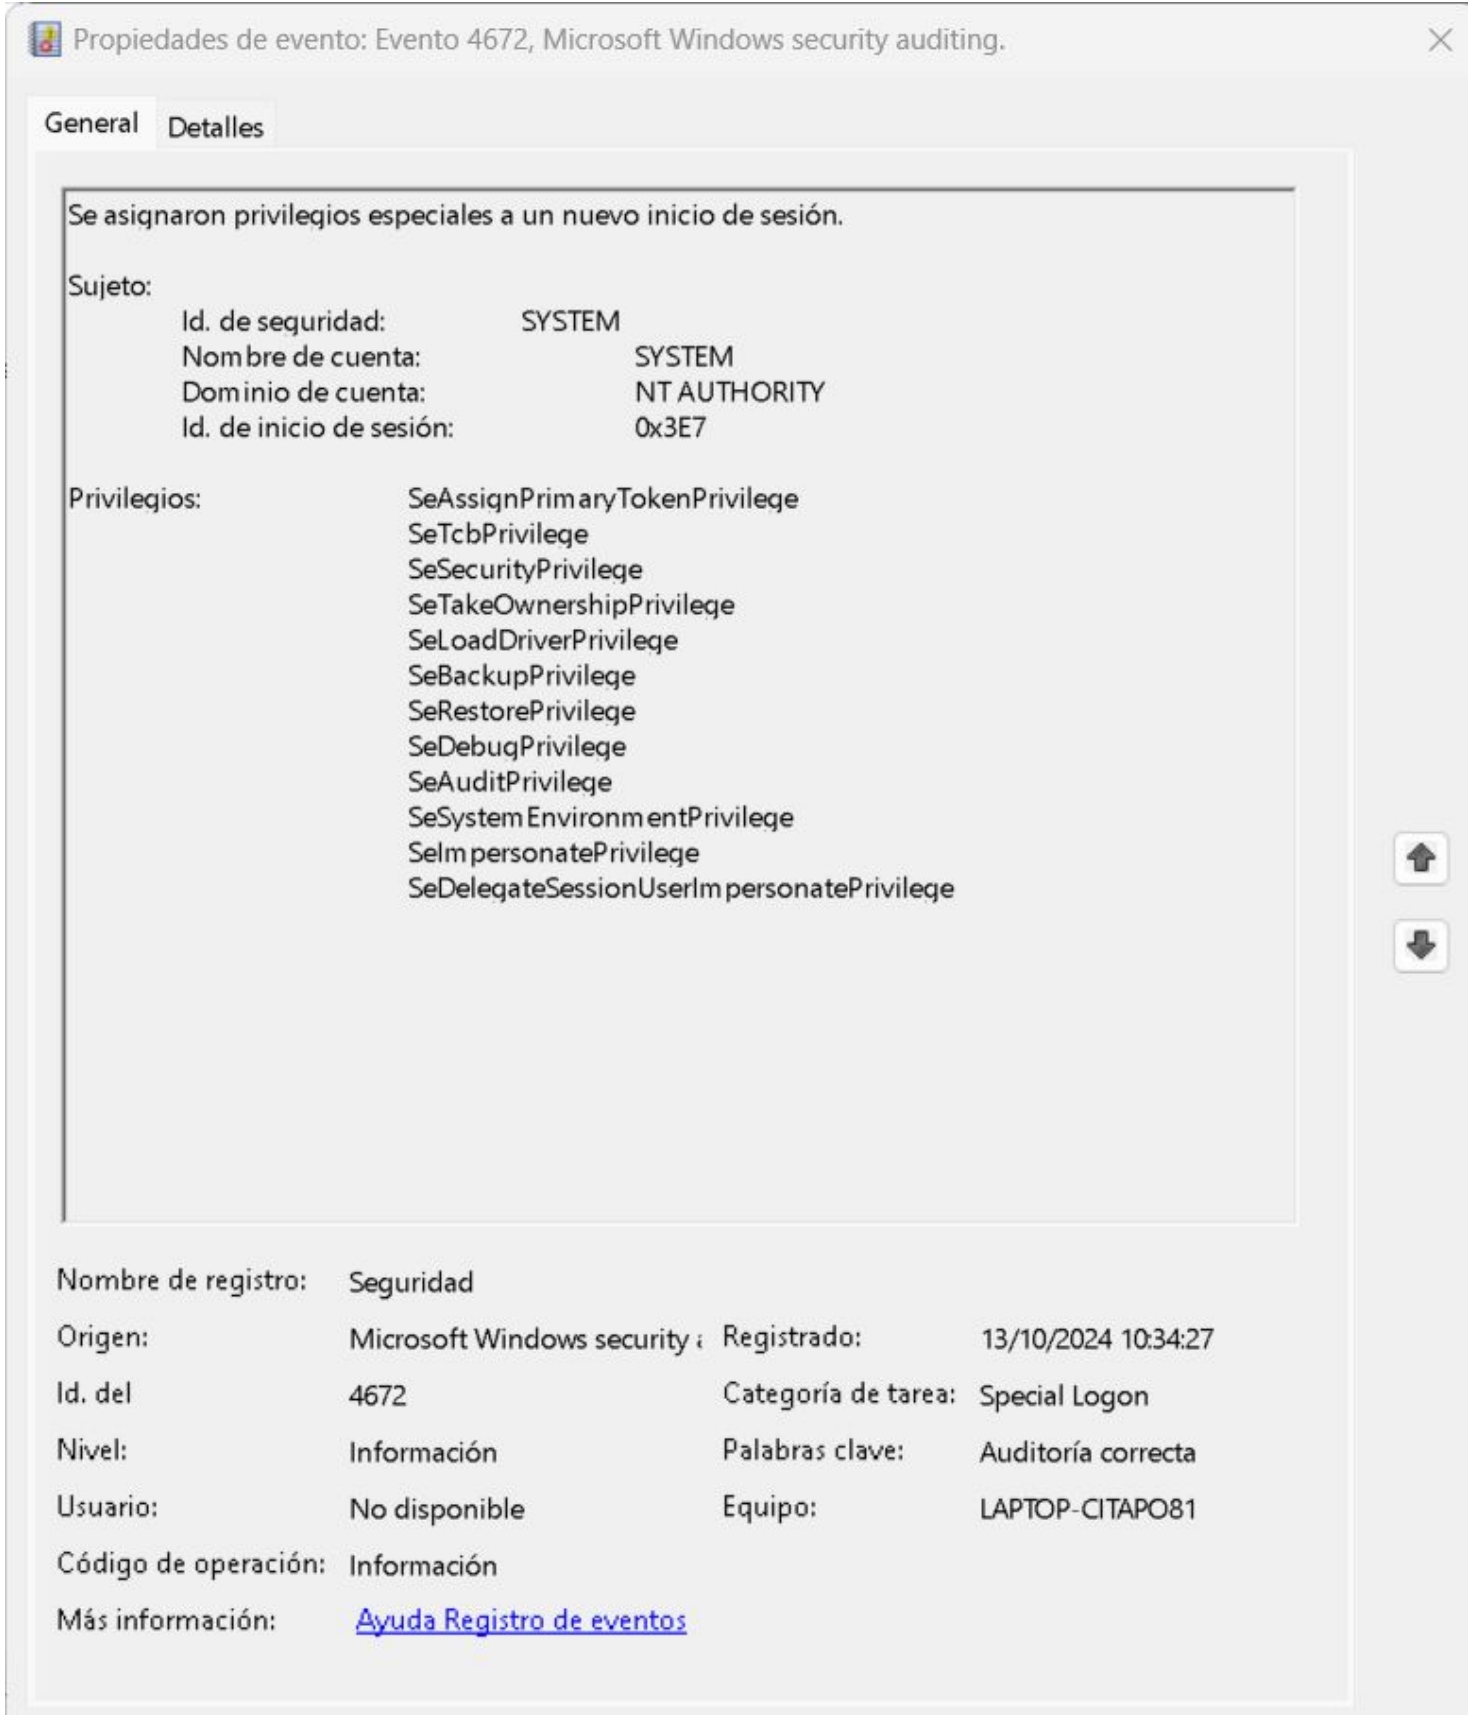 Propiedades de evento: Evento 4672, Microsoft Windows security auditing.
General Detalles
Se asignaron privilegios especiales a un nuevo inicio de sesión.
Sujeto:
Id. de seguridad: SYSTEM
Nombre de cuenta: SYSTEM
Dominio de cuenta: NT AUTHORITY
Id. de inicio de sesión: 0x3E7
Privilegios: SeAssignPrimaryTokenPrivilege
SeTcbPrivilege
SeSecurityPrivilege
SeTakeOwnershipPrivilege
SeLoadDriverPrivilege
SeBackupPrivilege
SeRestorePrivilege
SeDebugPrivilege
SeAuditPrivilege
SeSystemEnvironmentPrivilege
SeImpersonatePrivilege
SeDelegateSessionUserImpersonatePrivilege
Nombre de registro: Seguridad
Origen: Microsoft Windows security Registrado: 13/10/2024 10:34:27
Id. del 4672 Categoría de tarea: Special Logon
Nivel: Información Palabras clave: Auditoría correcta
Usuario: No disponible Equipo: LAPTOP-CITAPO81
Código de operación: Información
Más información: Ayuda Registro de eventos